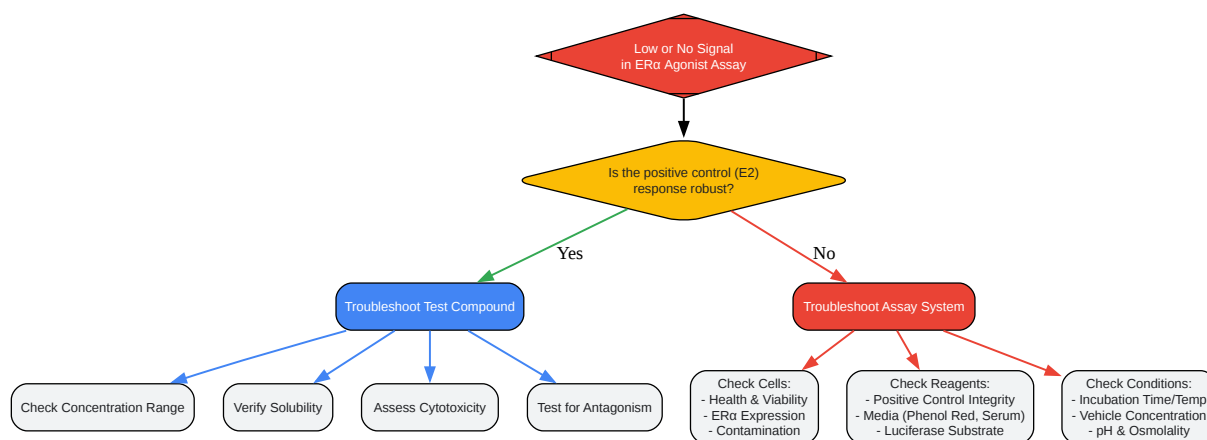 Low or No Signal
in ERα Agonist Assay
Is the positive control (E2)
response robust?
Yes
No
Troubleshoot Test Compound
Troubleshoot Assay System
Check Concentration Range
Verify Solubility
Assess Cytotoxicity
Test for Antagonism
Check Cells:
- Health & Viability
- ERα Expression
- Contamination
Check Reagents:
- Positive Control Integrity
- Media (Phenol Red, Serum)
- Luciferase Substrate
Check Conditions:
- Incubation Time/Temp
- Vehicle Concentration
- pH & Osmolality